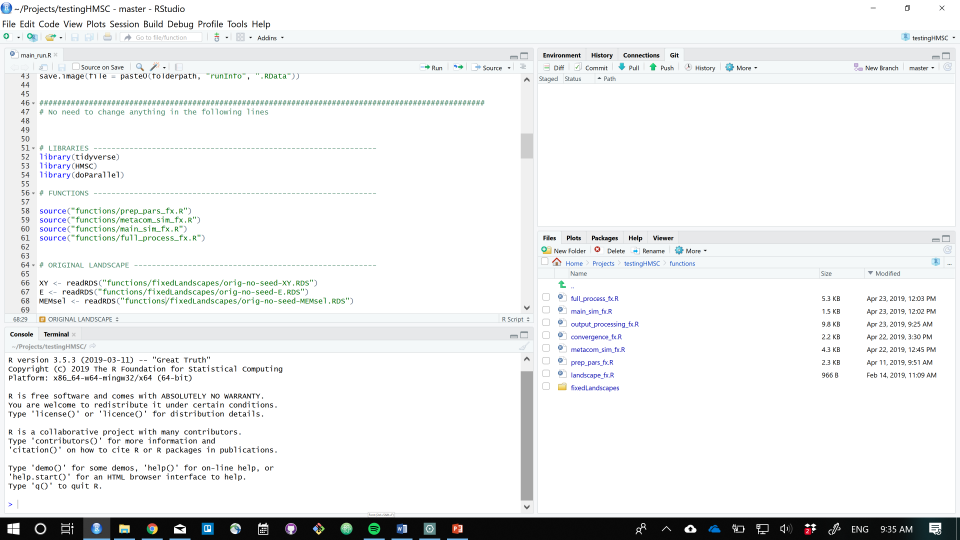 ~/Projects/testingHMSC - master - RStudio
File Edit Code View Plots Session Build Debug Profile Tools Help
Go to file/function
Addins
testingHMSC
main_run.R
Source on Save
Run
Source
43 save.image(file = paste0(folderpath, "runInfo", ".RData"))
44
45
46 ####################################################################################################
47 # No need to change anything in the following lines
48
49
50
51 # LIBRARIES ---------------------------------------------------------------
52 library(tidyverse)
53 library(HMSC)
54 library(doParallel)
55
56 # FUNCTIONS ---------------------------------------------------------------
57
58 source("functions/prep_pars_fx.R")
59 source("functions/metacom_sim_fx.R")
60 source("functions/main_sim_fx.R")
61 source("functions/full_process_fx.R")
62
63
64 # ORIGINAL LANDSCAPE ------------------------------------------------------
65
66 XY <- readRDS("functions/fixedLandscapes/orig-no-seed-XY.RDS")
67 E <- readRDS("functions/fixedLandscapes/orig-no-seed-E.RDS")
68 MEMsel <- readRDS("functions/fixedLandscapes/orig-no-seed-MEMsel.RDS")
69
68:29 ORIGINAL LANDSCAPE
R Script
Console Terminal
~/Projects/testingHMSC/
R version 3.5.3 (2019-03-11) -- "Great Truth"
Copyright (C) 2019 The R Foundation for Statistical Computing
Platform: x86_64-w64-mingw32/x64 (64-bit)
R is free software and comes with ABSOLUTELY NO WARRANTY.
You are welcome to redistribute it under certain conditions.
Type 'license()' or 'licence()' for distribution details.
R is a collaborative project with many contributors.
Type 'contributors()' for more information and
'citation()' on how to cite R or R packages in publications.
Type 'demo()' for some demos, 'help()' for on-line help, or
'help.start()' for an HTML browser interface to help.
Type 'q()' to quit R.
>
Environment History Connections Git
Diff Commit Pull Push History More New Branch master
Staged Status Path
Files Plots Packages Help Viewer
New Folder Delete Rename More
Home Projects testingHMSC functions
Name Size Modified
..
full_process_fx.R 5.3 KB Apr 23, 2019, 12:03 PM
main_sim_fx.R 1.5 KB Apr 23, 2019, 12:02 PM
output_processing_fx.R 9.8 KB Apr 23, 2019, 9:25 AM
convergence_fx.R 2.2 KB Apr 22, 2019, 3:30 PM
metacom_sim_fx.R 4.3 KB Apr 22, 2019, 12:45 PM
prep_pars_fx.R 2.3 KB Apr 11, 2019, 9:51 AM
landscape_fx.R 966 B Feb 14, 2019, 11:09 AM
fixedLandscapes
ENG 9:35 AM